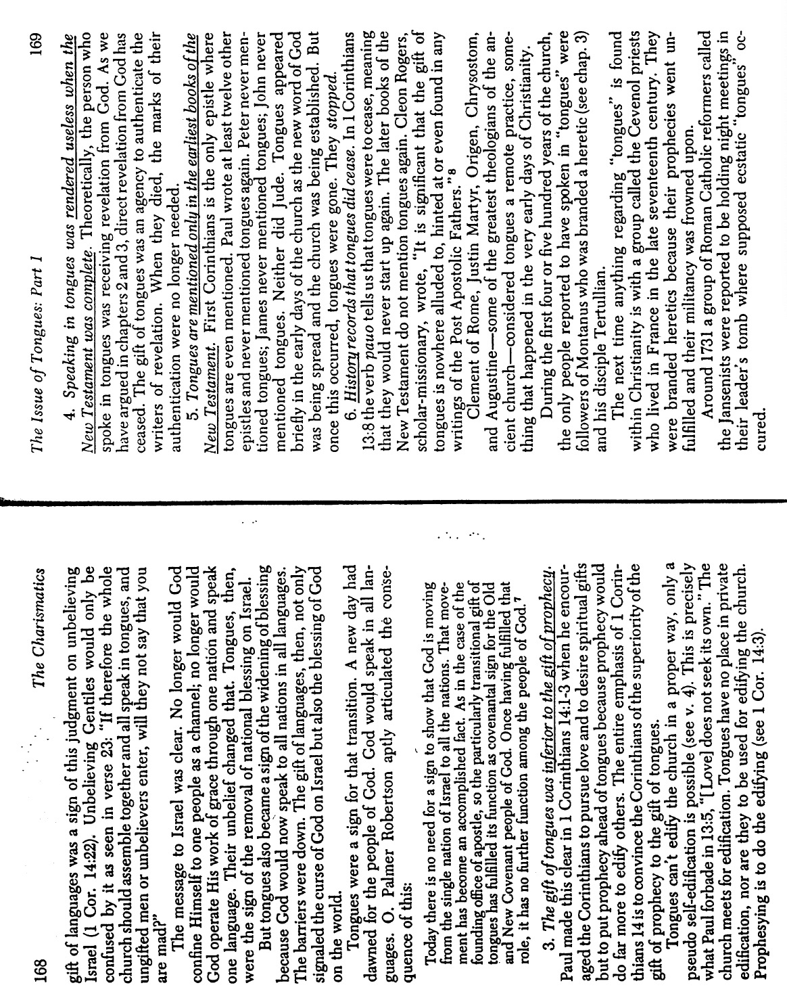 168 The Charismatics
gift of languages was a sign of this judgment on unbelieving
Israel (1 Cor. 14:22). Unbelieving Gentiles would only be
confused by it as seen in verse 23: "If therefore the whole
church should assemble together and all speak in tongues, and
ungifted men or unbelievers enter, will they not say that you
are mad?"
The message to Israel was clear. No longer would God
confine Himself to one people as a channel; no longer would
God operate His work of grace through one nation and speak
one language. Their unbelief changed that. Tongues, then,
were the sign of the removal of national blessing on Israel.
But tongues also became a sign of the widening of blessing
because God would now speak to all nations in all languages.
The barriers were down. The gift of languages, then, not only
signaled the curse of God on Israel but also the blessing of God
on the world.
Tongues were a sign for that transition. A new day had
dawned for the people of God. God would speak in all lan-
guages. O. Palmer Robertson aptly articulated the conse-
quence of this:
Today there is no need for a sign to show that God is moving
from the single nation of Israel to all the nations. That move-
ment has become an accomplished fact. As in the case of the
founding office of apostle, so the particularly transitional gift of
tongues has fulfilled its function as covenantal sign for the Old
and New Covenant people of God. Once having fulfilled that
role, it has no further function among the people of God.7
3. The gift of tongues was inferior to the gift of prophecy.
Paul made this clear in 1 Corinthians 14:1-3 when he encour-
aged the Corinthians to pursue love and to desire spiritual gifts
but to put prophecy ahead of tongues because prophecy would
do far more to edify others. The entire emphasis of 1 Corin-
thians 14 is to convince the Corinthians of the superiority of the
gift of prophecy to the gift of tongues.
Tongues can't edify the church in a proper way, only a
pseudo self-edification is possible (see v. 4). This is precisely
what Paul forbade in 13:5, "[Love] does not seek its own." The
church meets for edification. Tongues have no place in private
edification, nor are they to be used for edifying the church.
Prophesying is to do the edifying (see 1 Cor. 14:3).
The Issue of Tongues: Part 1 169
4. Speaking in tongues was rendered useless when the
New Testament was complete. Theoretically, the person who
spoke in tongues was receiving revelation from God. As we
have argued in chapters 2 and 3, direct revelation from God has
ceased. The gift of tongues was an agency to authenticate the
writers of revelation. When they died, the marks of their
authentication were no longer needed.
5. Tongues are mentioned only in the earliest books of the
New Testament. First Corinthians is the only epistle where
tongues are even mentioned. Paul wrote at least twelve other
epistles and never mentioned tongues again. Peter never men-
tioned tongues; James never mentioned tongues; John never
mentioned tongues. Neither did Jude. Tongues appeared
briefly in the early days of the church as the new word of God
was being spread and the church was being established. But
once this occurred, tongues were gone. They stopped.
6. History records that tongues did cease. In 1 Corinthians
13:8 the verb pauo tells us that tongues were to cease, meaning
that they would never start up again. The later books of the
New Testament do not mention tongues again. Cleon Rogers,
scholar-missionary, wrote, "It is significant that the gift of
tongues is nowhere alluded to, hinted at or even found in any
writings of the Post Apostolic Fathers."8
Clement of Rome, Justin Martyr, Origen, Chrysostom,
and Augustine—some of the greatest theologians of the an-
cient church—considered tongues a remote practice, some-
thing that happened in the very early days of Christianity.
During the first four or five hundred years of the church,
the only people reported to have spoken in "tongues" were
followers of Montanus who was branded a heretic (see chap. 3)
and his disciple Tertullian.
The next time anything regarding "tongues" is found
within Christianity is with a group called the Cevenol priests
who lived in France in the late seventeenth century. They
were branded heretics because their prophecies went un-
fulfilled and their militancy was frowned upon.
Around 1731 a group of Roman Catholic reformers called
the Jansenists were reported to be holding night meetings in
their leader's tomb where supposed ecstatic "tongues" oc-
cured.